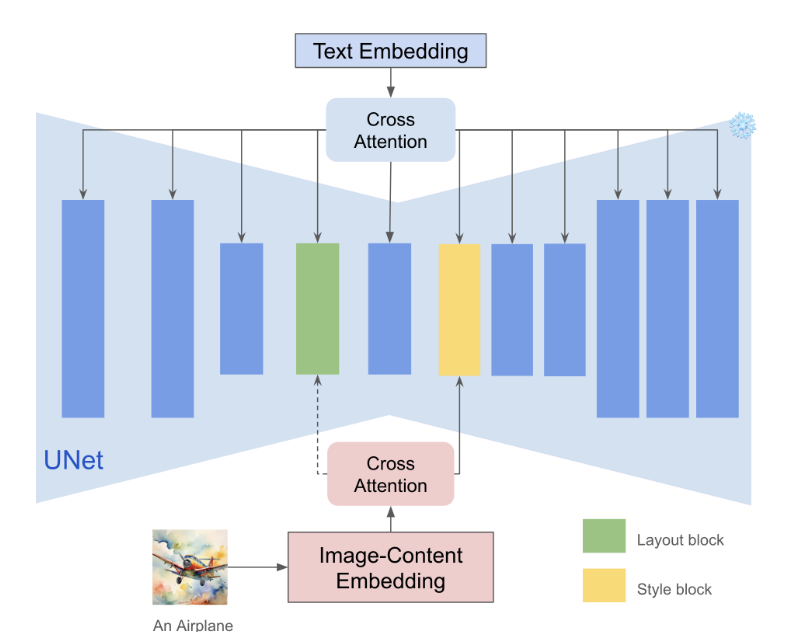 Text Embedding
Cross
Attention
UNet
Cross
Attention
Image-Content
Embedding
An Airplane
Layout block
Style block